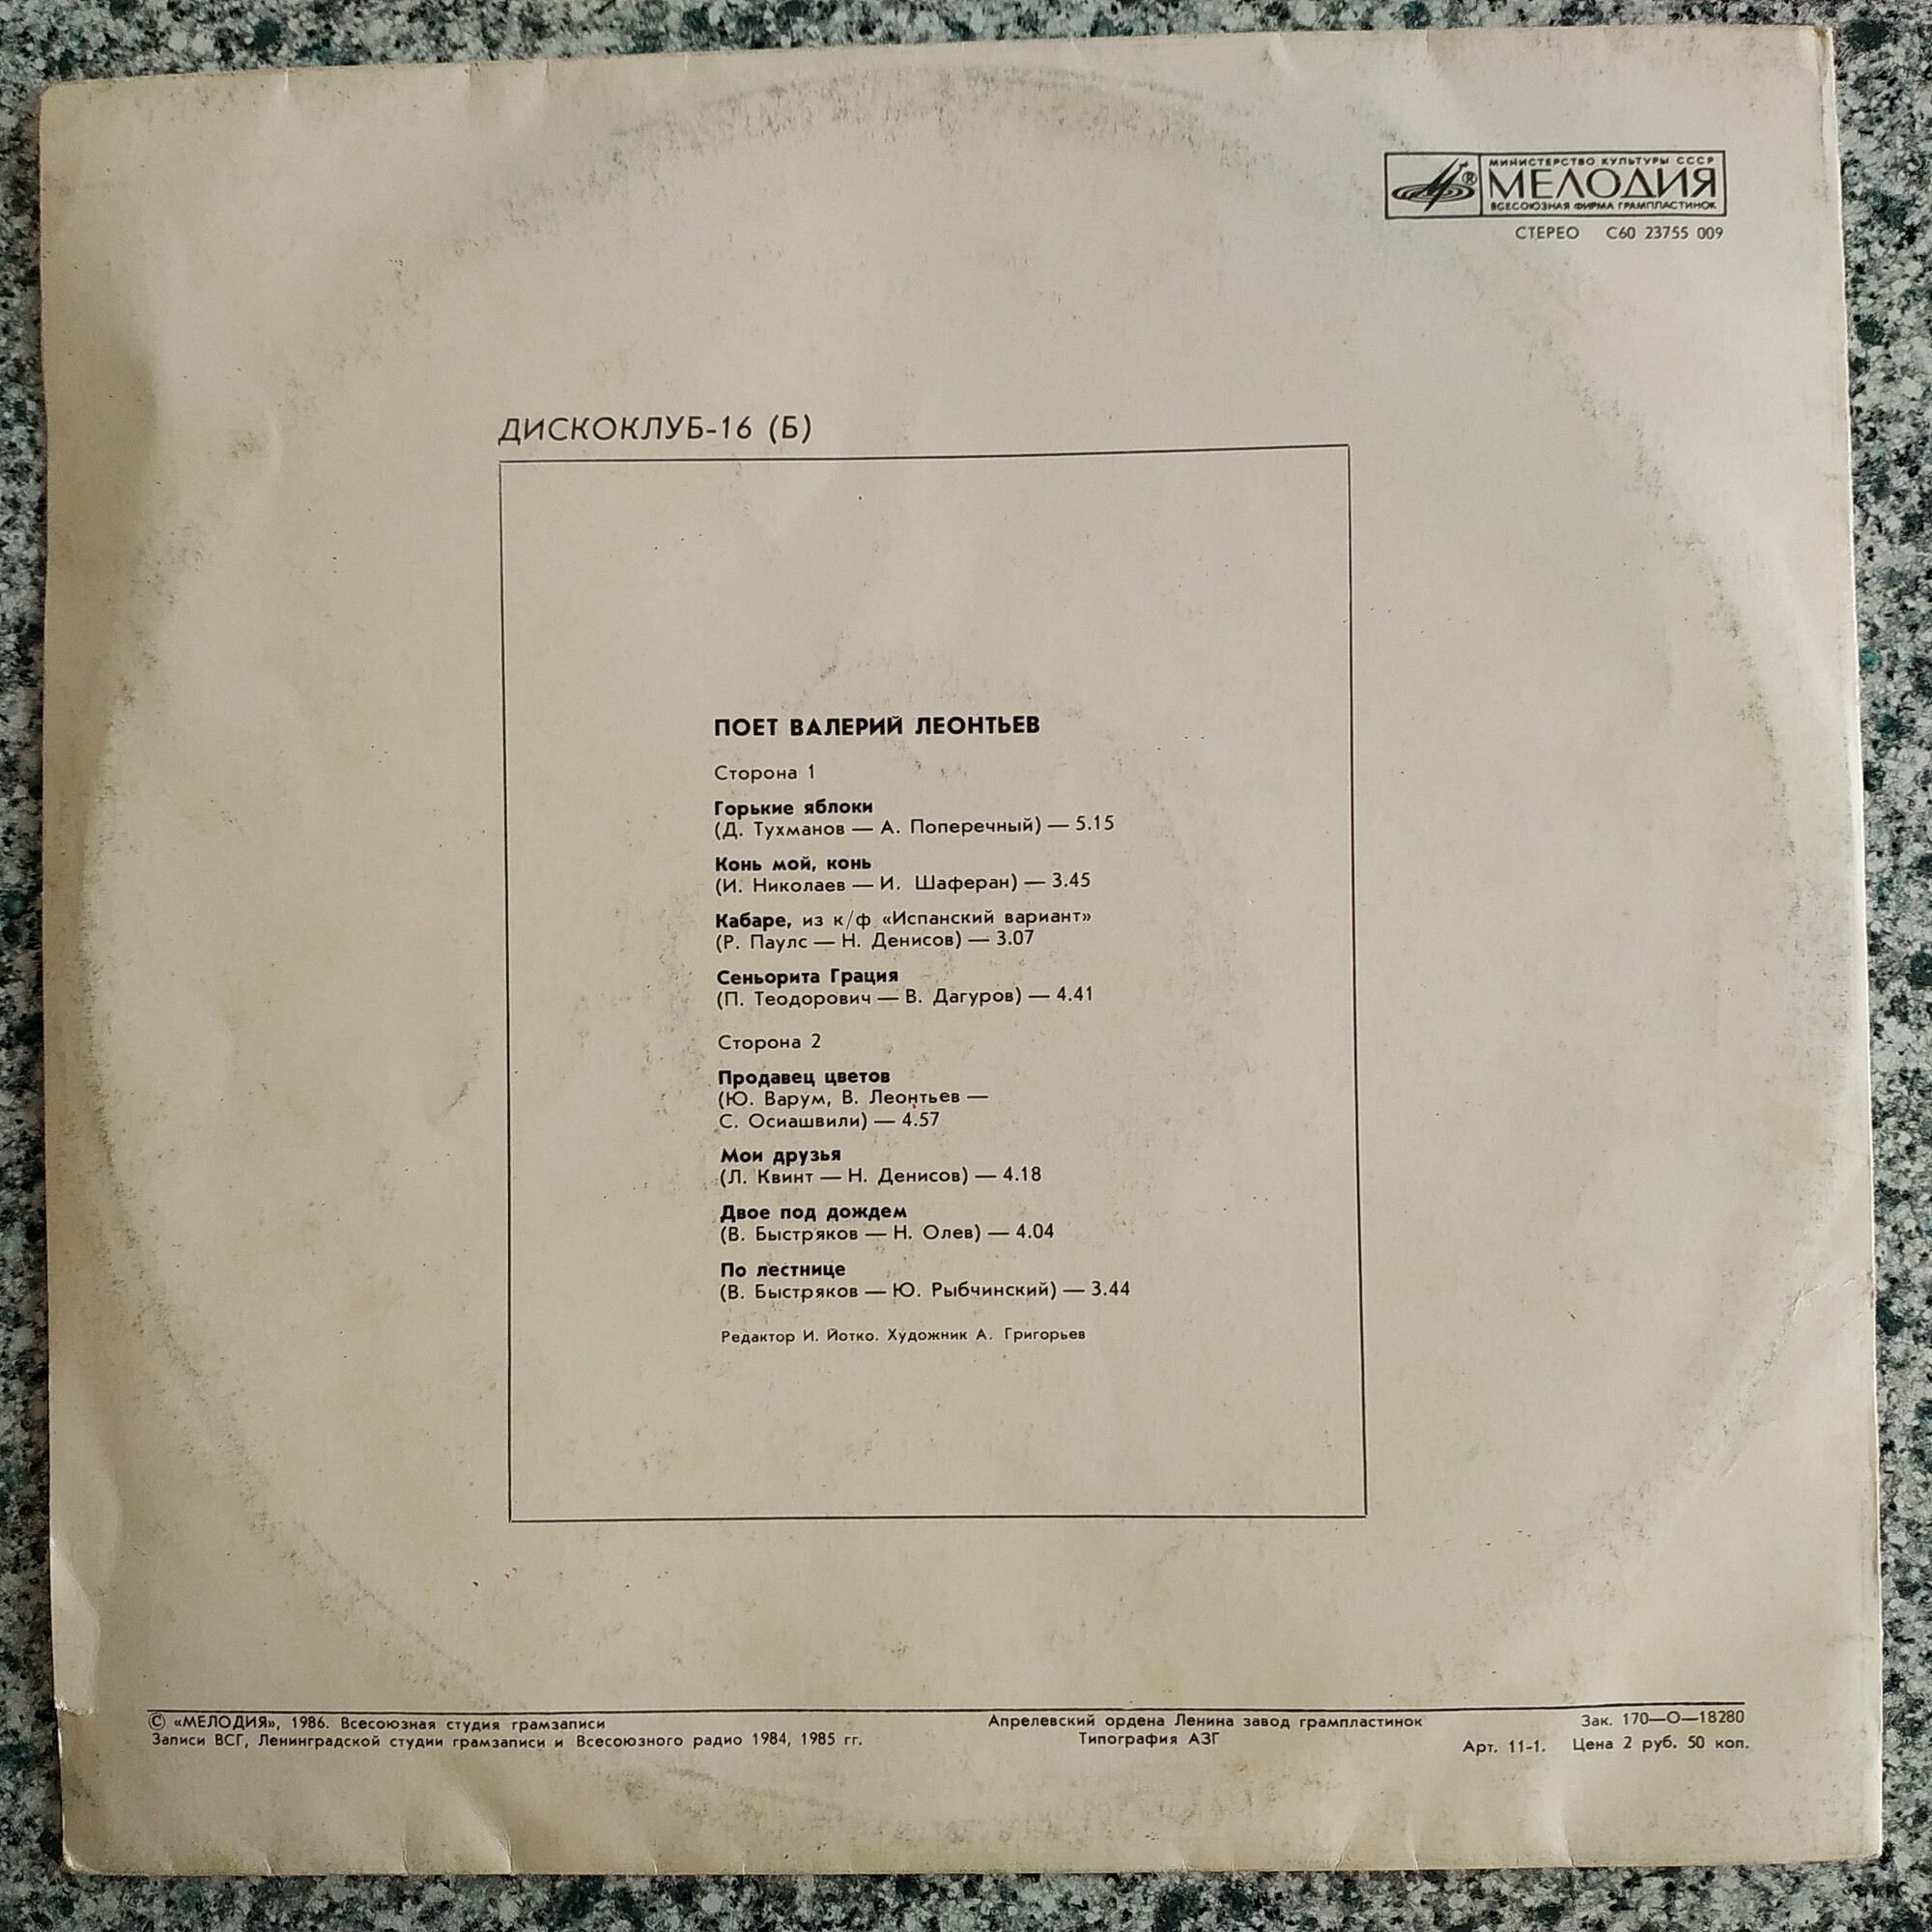 МИНИСТЕРСТВО КУЛЬТУРЫ СССР
МЕЛОДИЯ
ВСЕСОЮЗНАЯ ФИРМА ГРАМПЛАСТИНОК
СТЕРЕО С60 23755 009
ДИСКОКЛУБ-16 (Б)
ПОЕТ ВАЛЕРИЙ ЛЕОНТЬЕВ
Сторона 1
Горькие яблоки
(Д. Тухманов — А. Поперечный) — 5.15
Конь мой, конь
(И. Николаев — И. Шаферан) — 3.45
Кабаре, из к/ф «Испанский вариант»
(Р. Паулс — Н. Денисов) — 3.07
Сеньорита Грация
(П. Теодорович — В. Дагуров) — 4.41
Сторона 2
Продавец цветов
(Ю. Варум, В. Леонтьев —
С. Осиашвили) — 4.57
Мои друзья
(Л. Квинт — Н. Денисов) — 4.18
Двое под дождем
(В. Быстряков — Н. Олев) — 4.04
По лестнице
(В. Быстряков — Ю. Рыбчинский) — 3.44
Редактор И. Йотко. Художник А. Григорьев
© «МЕЛОДИЯ», 1986. Всесоюзная студия грамзаписи
Записи ВСГ, Ленинградской студии грамзаписи и Всесоюзного радио 1984, 1985 гг.
Апрелевский ордена Ленина завод грампластинок
Типография АЗГ
Зак. 170—О—18280
Арт. 11-1. Цена 2 руб. 50 коп.